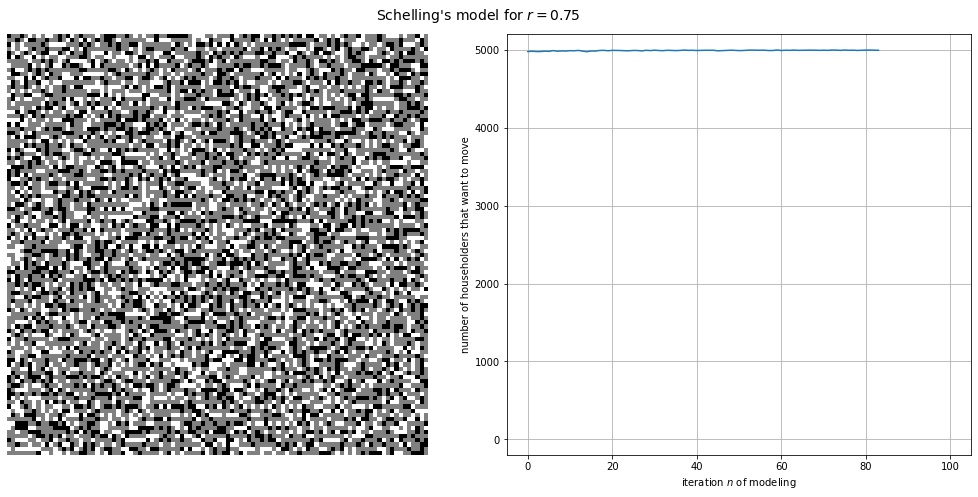 Schelling's model for r = 0.75
number of householders that want to move
5000
4000
3000
2000
1000
0
0 20 40 60 80 100
iteration n of modeling